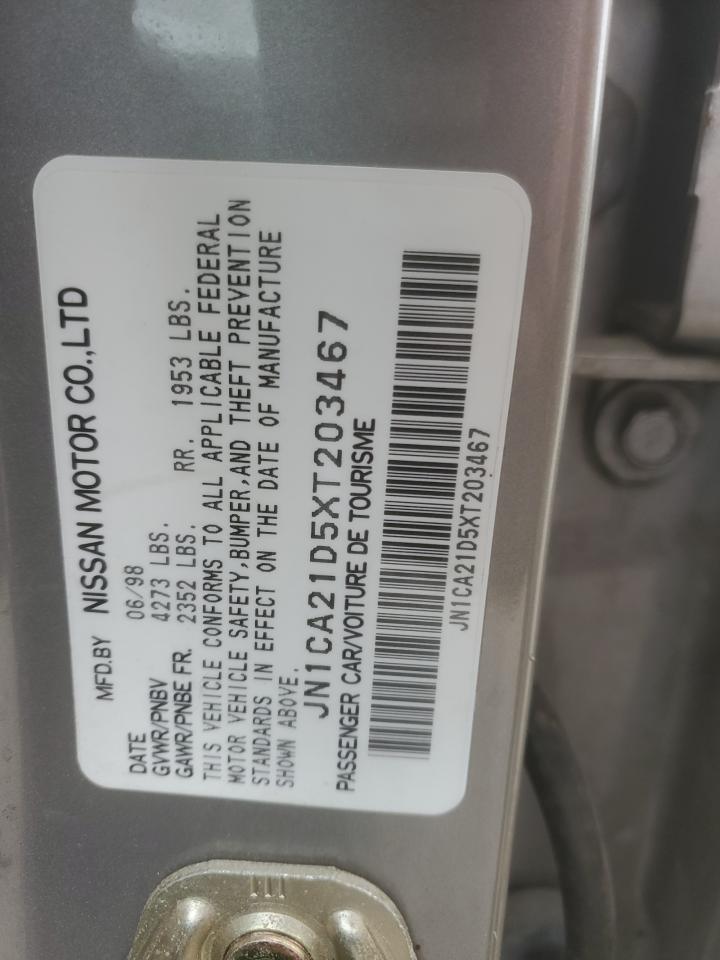 MFD.BY NISSAN MOTOR CO.,LTD
DATE 06/98
GVWR/PNBV 4273 LBS.
GAWR/PNBE FR. 2352 LBS. RR. 1953 LBS.
THIS VEHICLE CONFORMS TO ALL APPLICABLE FEDERAL
MOTOR VEHICLE SAFETY,BUMPER,AND THEFT PREVENTION
STANDARDS IN EFFECT ON THE DATE OF MANUFACTURE
SHOWN ABOVE.
JN1CA21D5XT203467
PASSENGER CAR/VOITURE DE TOURISME
JN1CA21D5XT203467